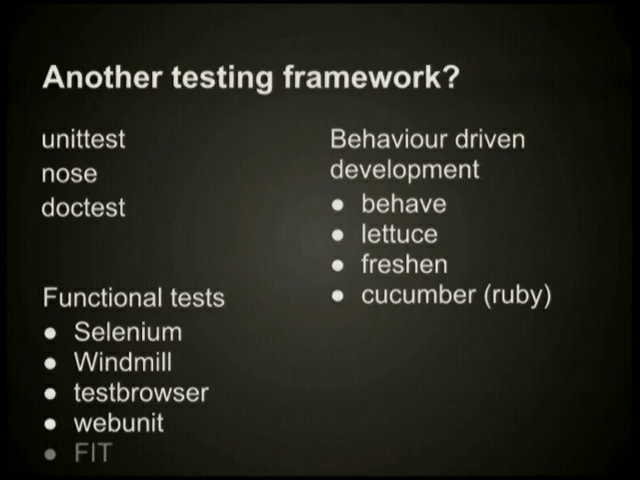 Another testing framework?
unittest
nose
doctest
Functional tests
● Selenium
● Windmill
● testbrowser
● webunit
● FIT
Behaviour driven
development
● behave
● lettuce
● freshen
● cucumber (ruby)